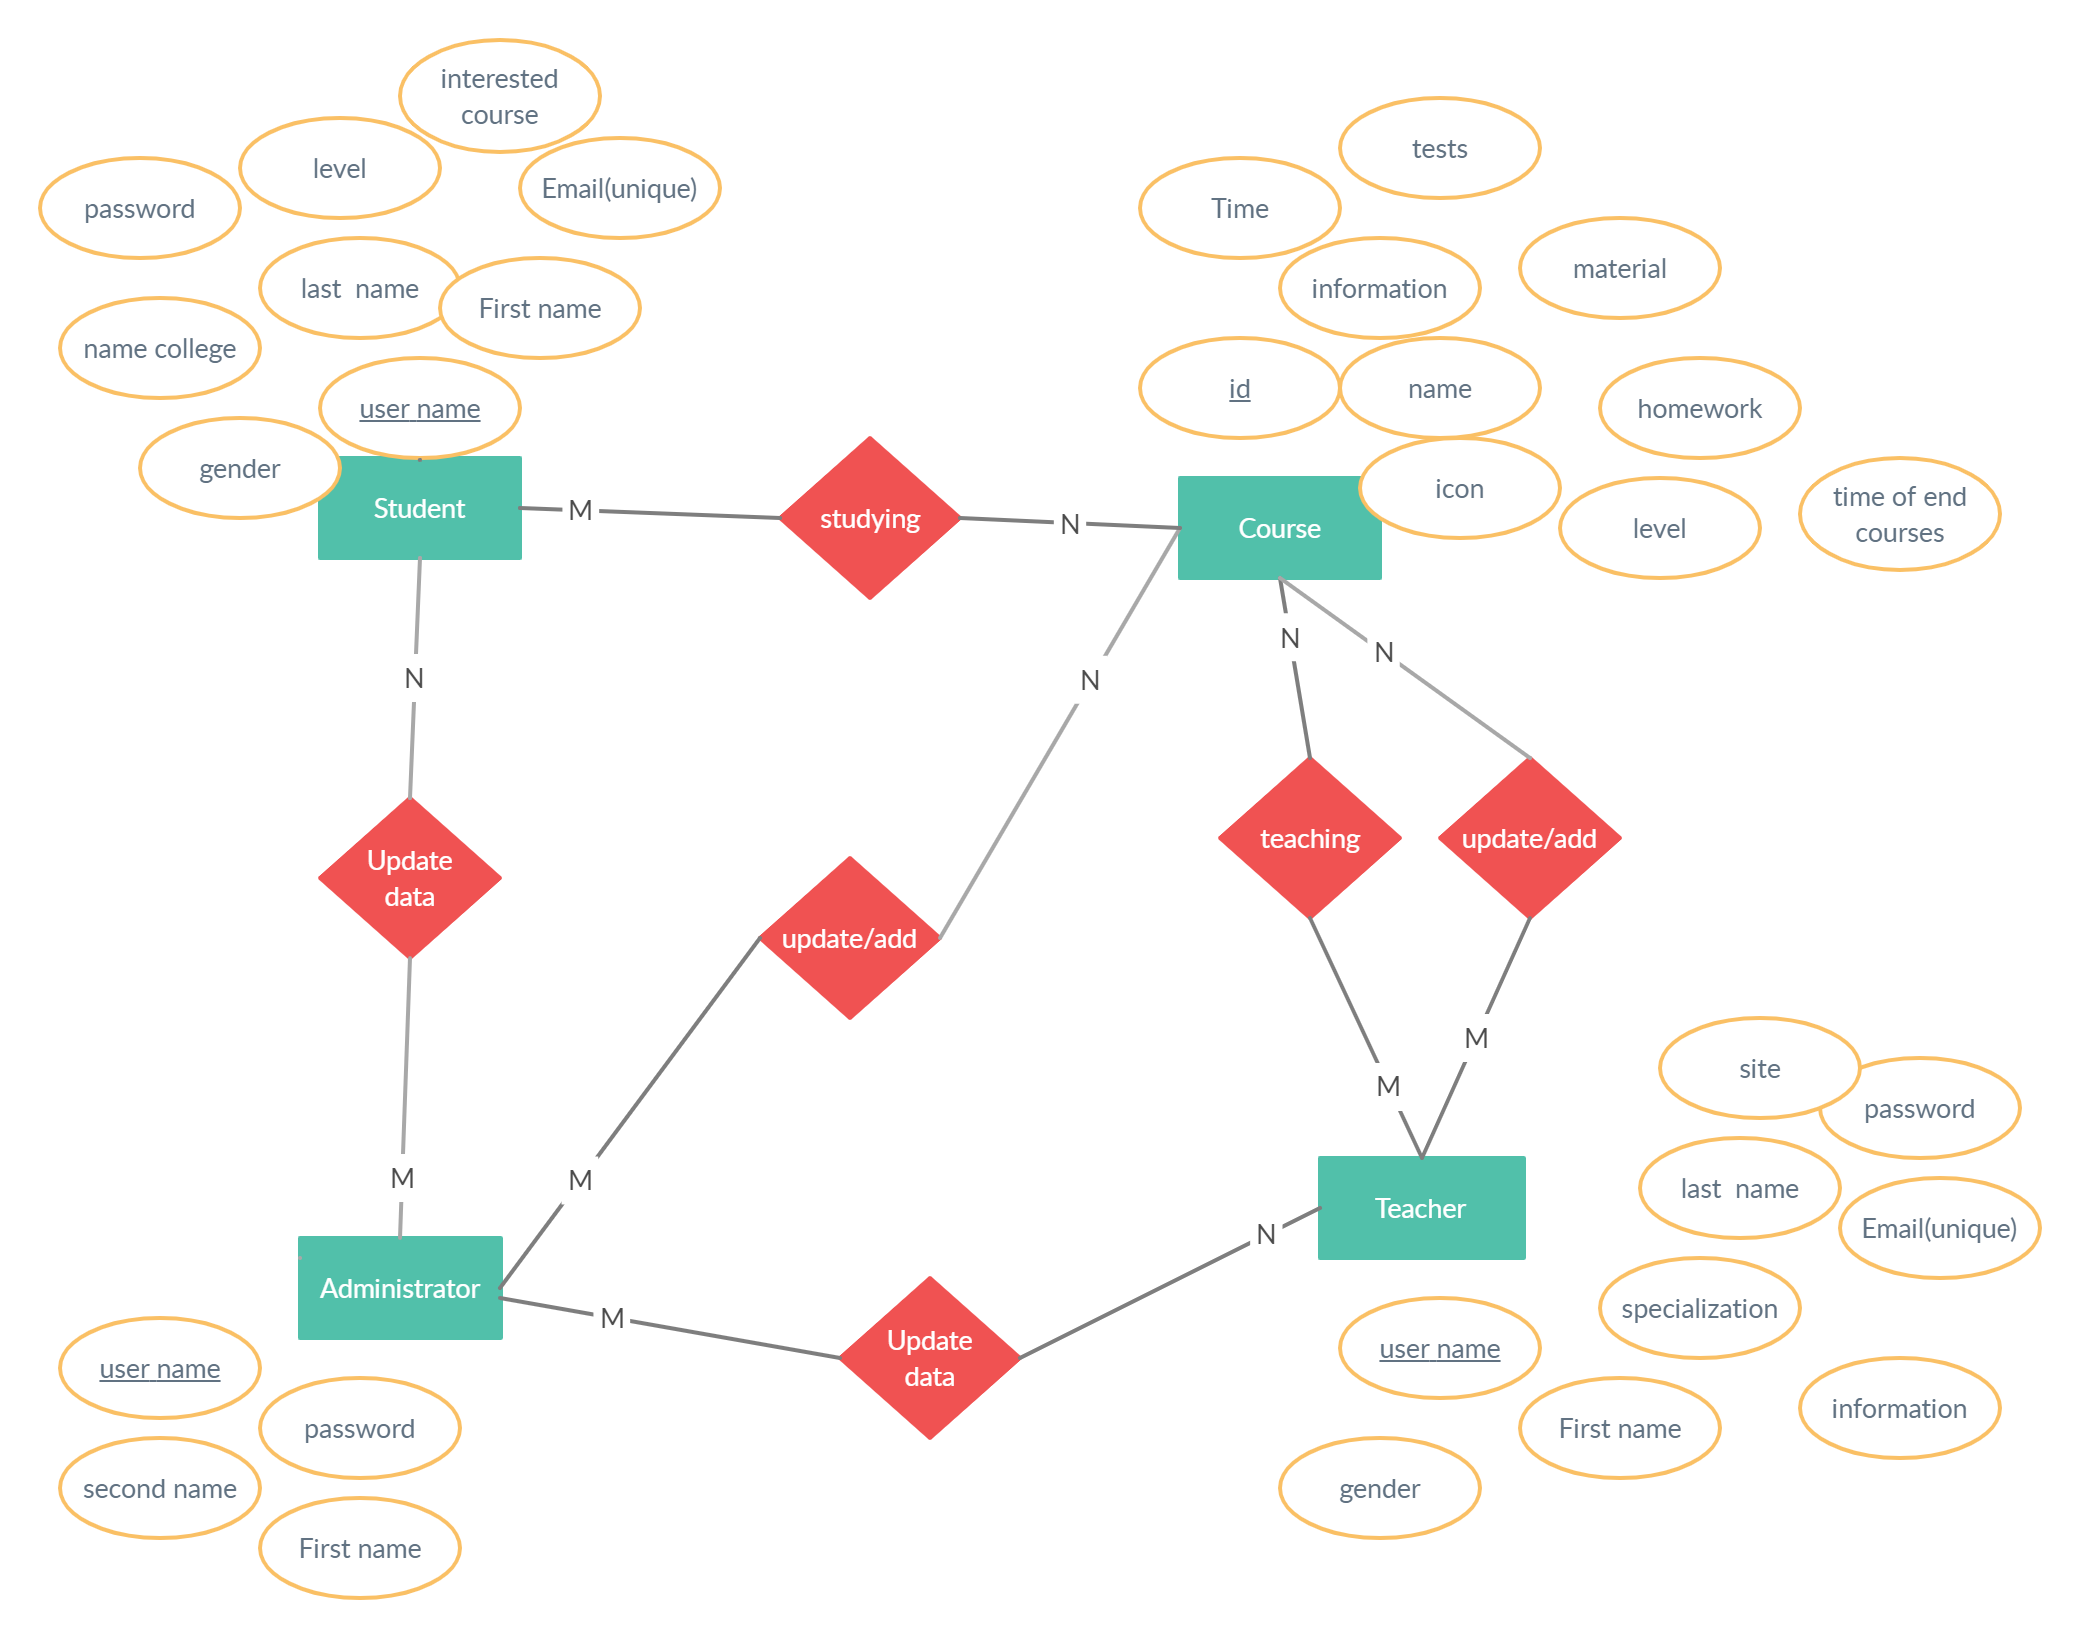 interested
course
level
Email(unique)
password
last  name
First name
name college
user name
gender
Student
M
studying
N
tests
Time
information
material
id
name
homework
icon
level
time of end
courses
Course
N
N
N
N
Update
data
update/add
teaching
update/add
M
M
M
M
site
password
last  name
Email(unique)
Teacher
N
specialization
user name
information
First name
gender
Administrator
M
Update
data
user name
password
second name
First name